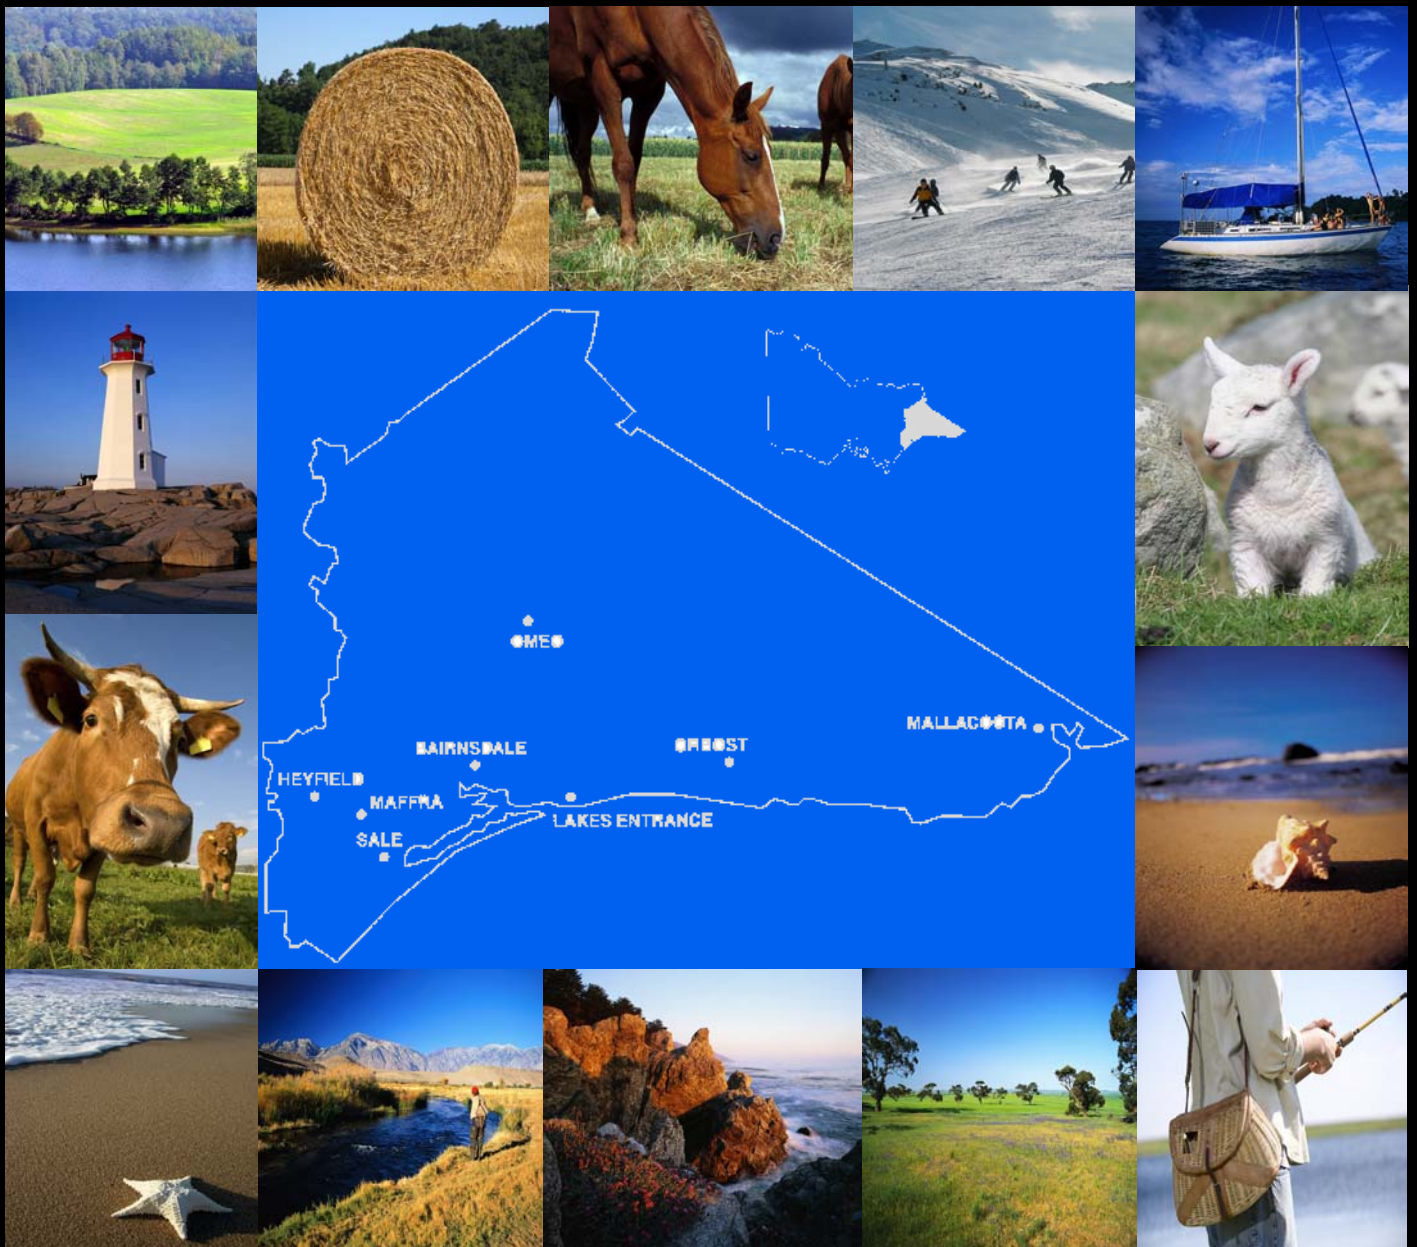 OMEO
MALLACOOTA
BAIRNSDALE
ORBOST
HEYFIELD
MAFFRA
LAKES ENTRANCE
SALE